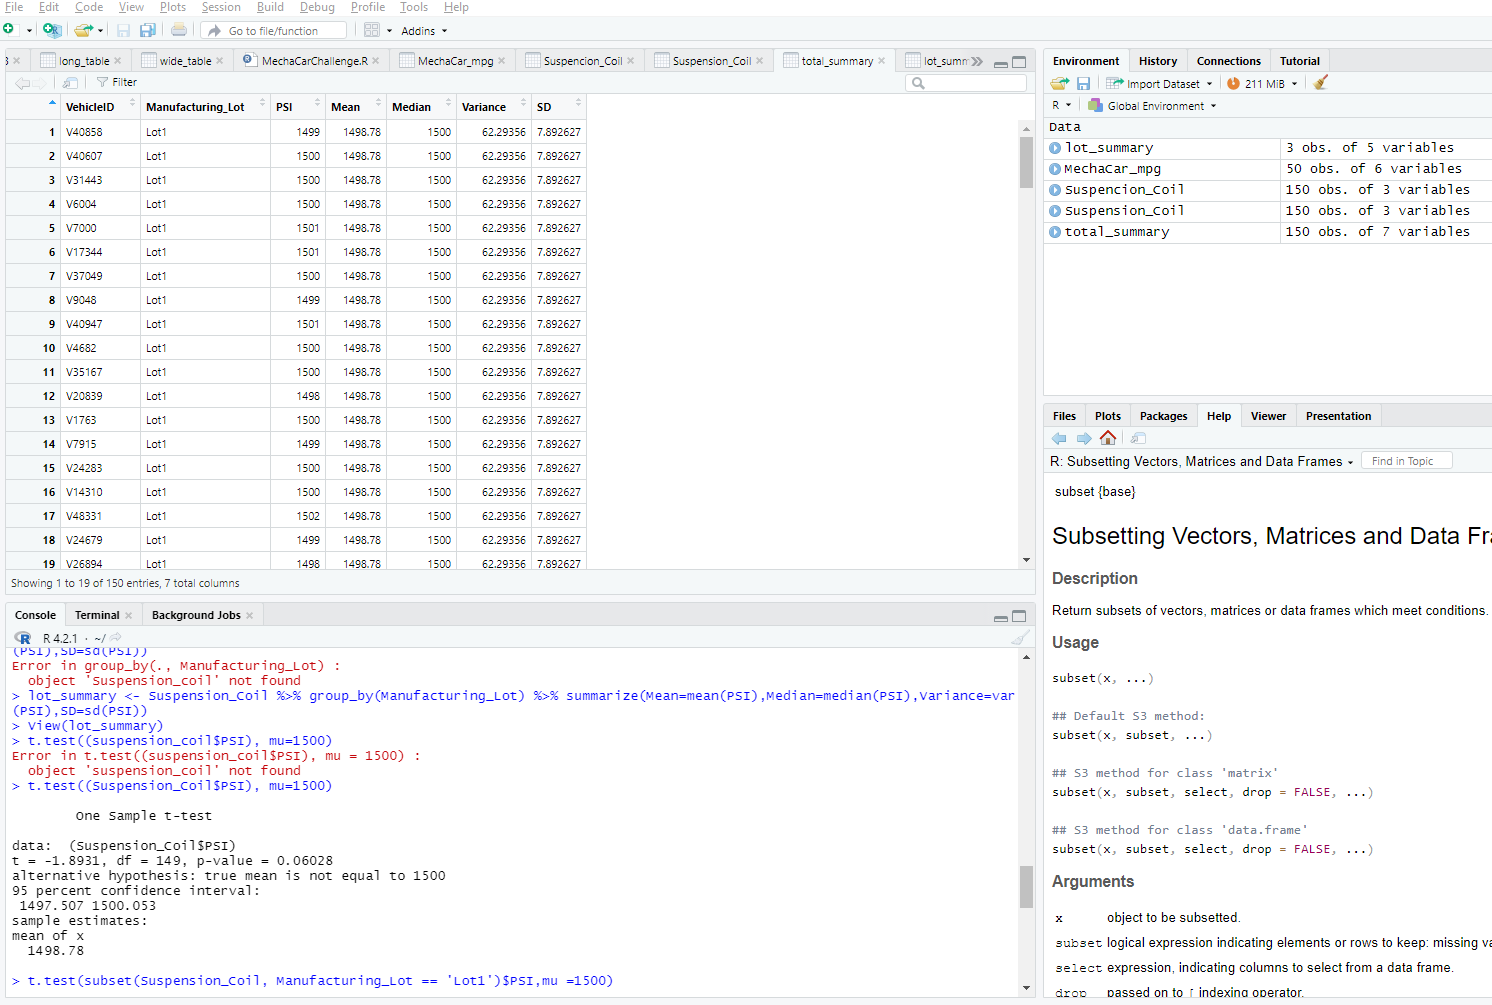 File Edit Code View Plots Session Build Debug Profile Tools Help
Go to file/function Addins
long_table wide_table MechaCarChallenge.R MechaCar_mpg Suspencion_Coil Suspension_Coil total_summary lot_summ
Filter
VehicleID Manufacturing_Lot PSI Mean Median Variance SD
1 V40858 Lot1 1499 1498.78 1500 62.29356 7.892627
2 V40607 Lot1 1500 1498.78 1500 62.29356 7.892627
3 V31443 Lot1 1500 1498.78 1500 62.29356 7.892627
4 V6004 Lot1 1500 1498.78 1500 62.29356 7.892627
5 V7000 Lot1 1501 1498.78 1500 62.29356 7.892627
6 V17344 Lot1 1501 1498.78 1500 62.29356 7.892627
7 V37049 Lot1 1500 1498.78 1500 62.29356 7.892627
8 V9048 Lot1 1499 1498.78 1500 62.29356 7.892627
9 V40947 Lot1 1501 1498.78 1500 62.29356 7.892627
10 V4682 Lot1 1500 1498.78 1500 62.29356 7.892627
11 V35167 Lot1 1500 1498.78 1500 62.29356 7.892627
12 V20839 Lot1 1498 1498.78 1500 62.29356 7.892627
13 V1763 Lot1 1500 1498.78 1500 62.29356 7.892627
14 V7915 Lot1 1499 1498.78 1500 62.29356 7.892627
15 V24283 Lot1 1500 1498.78 1500 62.29356 7.892627
16 V14310 Lot1 1500 1498.78 1500 62.29356 7.892627
17 V48331 Lot1 1502 1498.78 1500 62.29356 7.892627
18 V24679 Lot1 1499 1498.78 1500 62.29356 7.892627
19 V26894 Lot1 1498 1498.78 1500 62.29356 7.892627
Showing 1 to 19 of 150 entries, 7 total columns
Console Terminal Background Jobs
R 4.2.1 · ~/
(PSI),SD=sd(PSI))
Error in group_by(., Manufacturing_Lot) :
object 'Suspension_coil' not found
> lot_summary <- Suspension_Coil %>% group_by(Manufacturing_Lot) %>% summarize(Mean=mean(PSI),Median=median(PSI),Variance=var
(PSI),SD=sd(PSI))
> View(lot_summary)
> t.test((suspension_coil$PSI), mu=1500)
Error in t.test((suspension_coil$PSI), mu = 1500) :
object 'suspension_coil' not found
> t.test((Suspension_Coil$PSI), mu=1500)
One Sample t-test
data: (Suspension_Coil$PSI)
t = -1.8931, df = 149, p-value = 0.06028
alternative hypothesis: true mean is not equal to 1500
95 percent confidence interval:
1497.507 1500.053
sample estimates:
mean of x
1498.78
> t.test(subset(Suspension_Coil, Manufacturing_Lot == 'Lot1')$PSI,mu =1500)
Environment History Connections Tutorial
Import Dataset 211 MiB
R Global Environment
Data
lot_summary 3 obs. of 5 variables
MechaCar_mpg 50 obs. of 6 variables
Suspencion_Coil 150 obs. of 3 variables
Suspension_Coil 150 obs. of 3 variables
total_summary 150 obs. of 7 variables
Files Plots Packages Help Viewer Presentation
R: Subsetting Vectors, Matrices and Data Frames Find in Topic
subset {base}
Subsetting Vectors, Matrices and Data Fra
Description
Return subsets of vectors, matrices or data frames which meet conditions.
Usage
subset(x, ...)
## Default S3 method:
subset(x, subset, ...)
## S3 method for class 'matrix'
subset(x, subset, select, drop = FALSE, ...)
## S3 method for class 'data.frame'
subset(x, subset, select, drop = FALSE, ...)
Arguments
x object to be subsetted.
subset logical expression indicating elements or rows to keep: missing va
select expression, indicating columns to select from a data frame.
drop passed on to [ indexing operator.